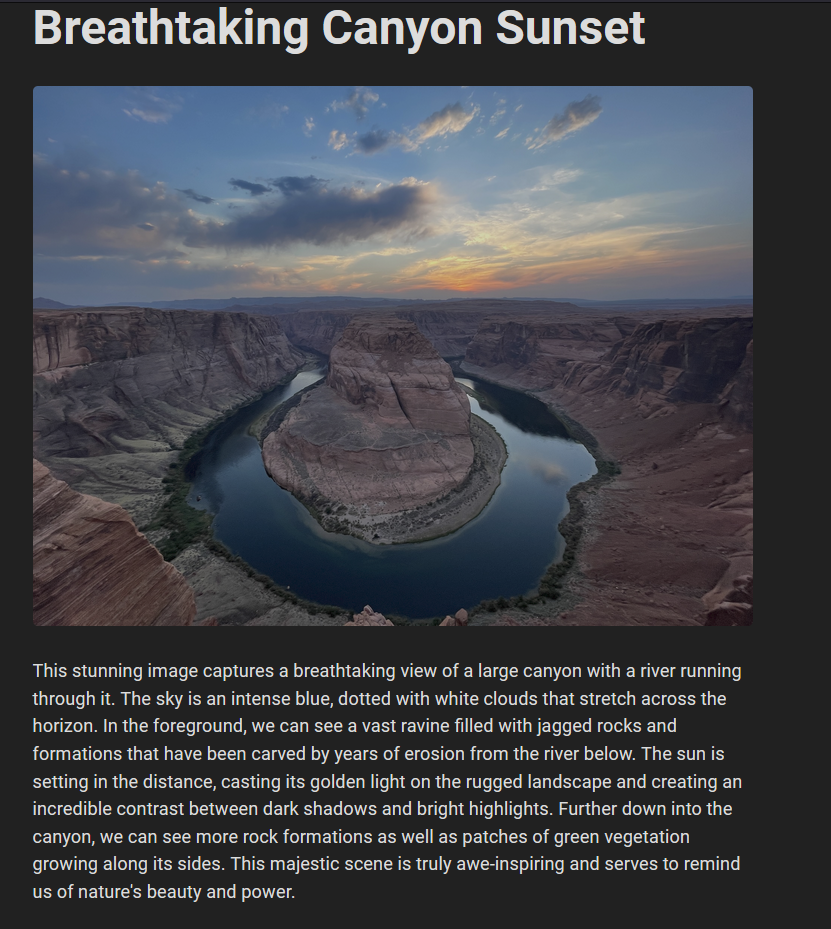 Breathtaking Canyon Sunset
This stunning image captures a breathtaking view of a large canyon with a river running
through it. The sky is an intense blue, dotted with white clouds that stretch across the
horizon. In the foreground, we can see a vast ravine filled with jagged rocks and
formations that have been carved by years of erosion from the river below. The sun is
setting in the distance, casting its golden light on the rugged landscape and creating an
incredible contrast between dark shadows and bright highlights. Further down into the
canyon, we can see more rock formations as well as patches of green vegetation
growing along its sides. This majestic scene is truly awe-inspiring and serves to remind
us of nature's beauty and power.